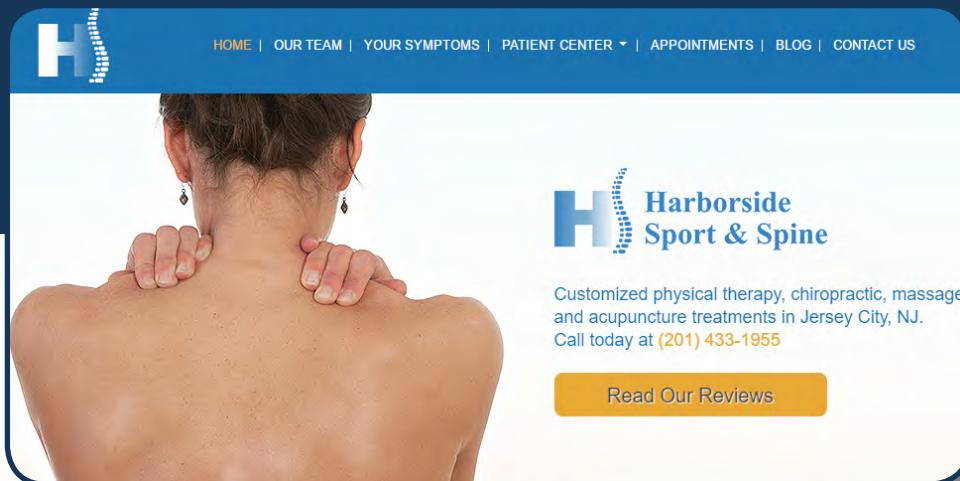 H
HOME | OUR TEAM | YOUR SYMPTOMS | PATIENT CENTER | APPOINTMENTS | BLOG | CONTACT US
H
Harborside
Sport & Spine
Customized physical therapy, chiropractic, massage
and acupuncture treatments in Jersey City, NJ.
Call today at (201) 433-1955
Read Our Reviews